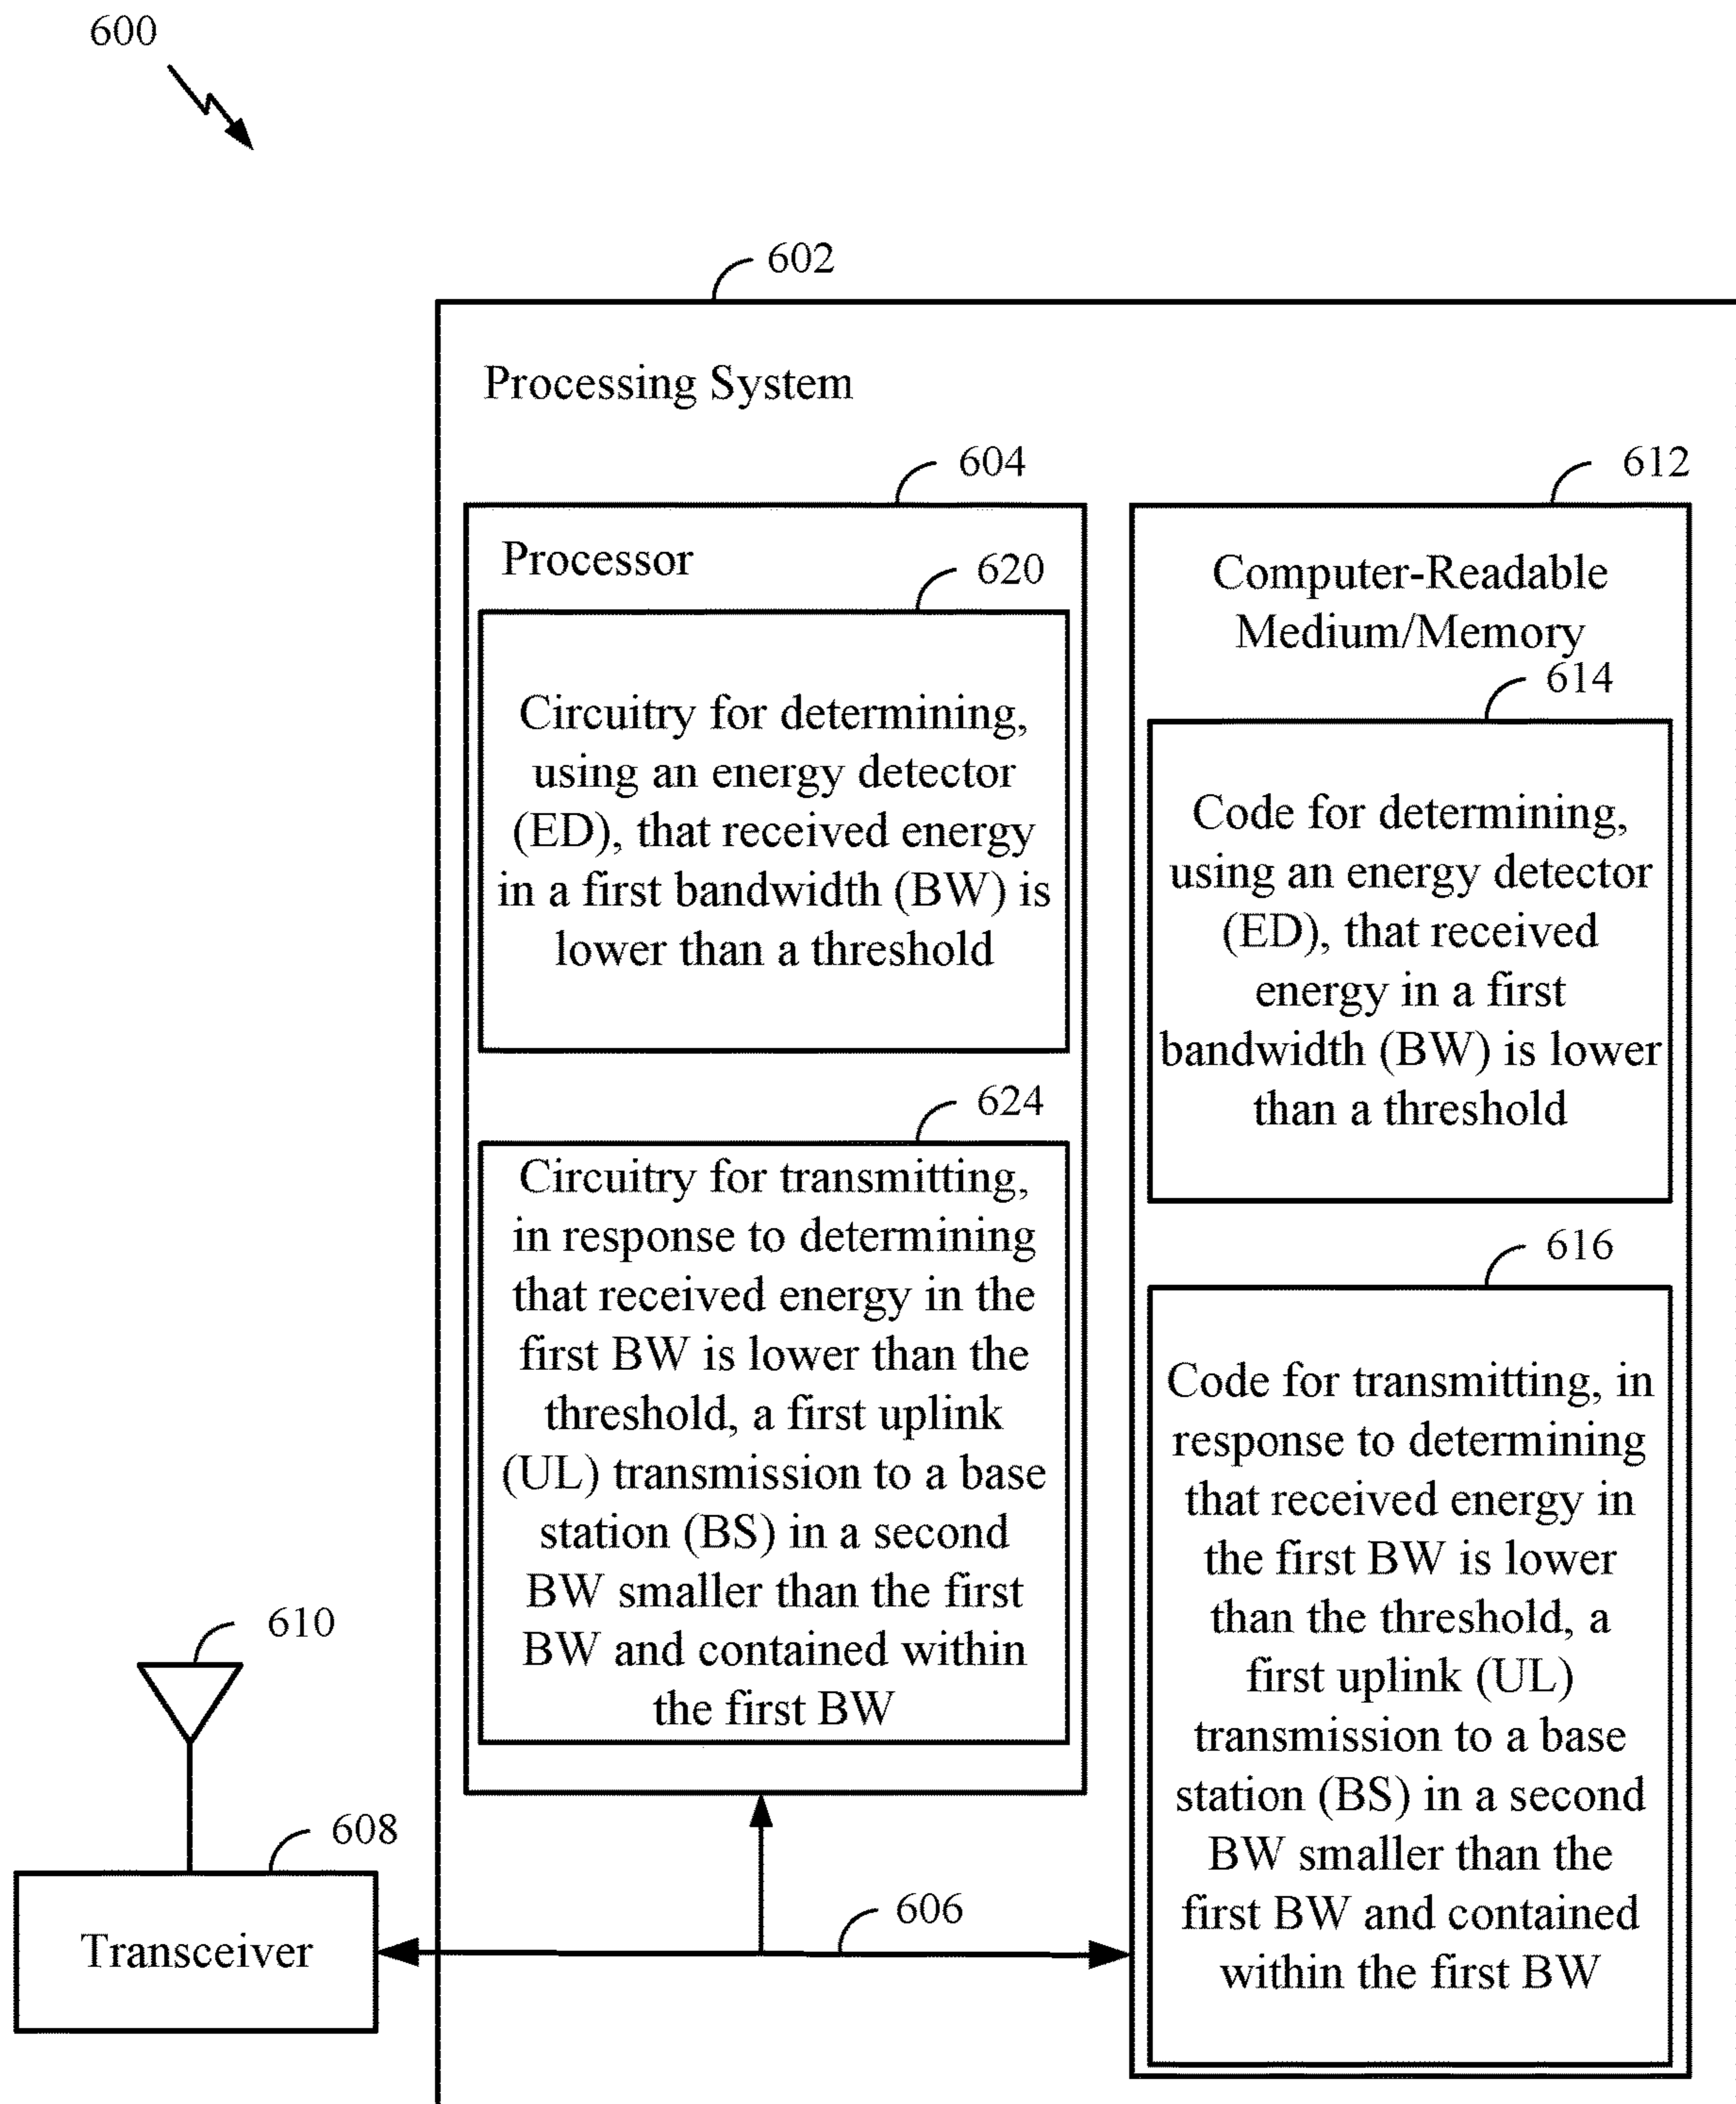 600
602
Processing System
604
Processor
620
Circuitry for determining,
using an energy detector
(ED), that received energy
in a first bandwidth (BW) is
lower than a threshold
624
Circuitry for transmitting,
in response to determining
that received energy in the
first BW is lower than the
threshold, a first uplink
(UL) transmission to a base
station (BS) in a second
BW smaller than the first
BW and contained within
the first BW
612
Computer-Readable
Medium/Memory
614
Code for determining,
using an energy detector
(ED), that received
energy in a first
bandwidth (BW) is lower
than a threshold
616
Code for transmitting, in
response to determining
that received energy in
the first BW is lower
than the threshold, a
first uplink (UL)
transmission to a base
station (BS) in a second
BW smaller than the
first BW and contained
within the first BW
610
608
Transceiver
606